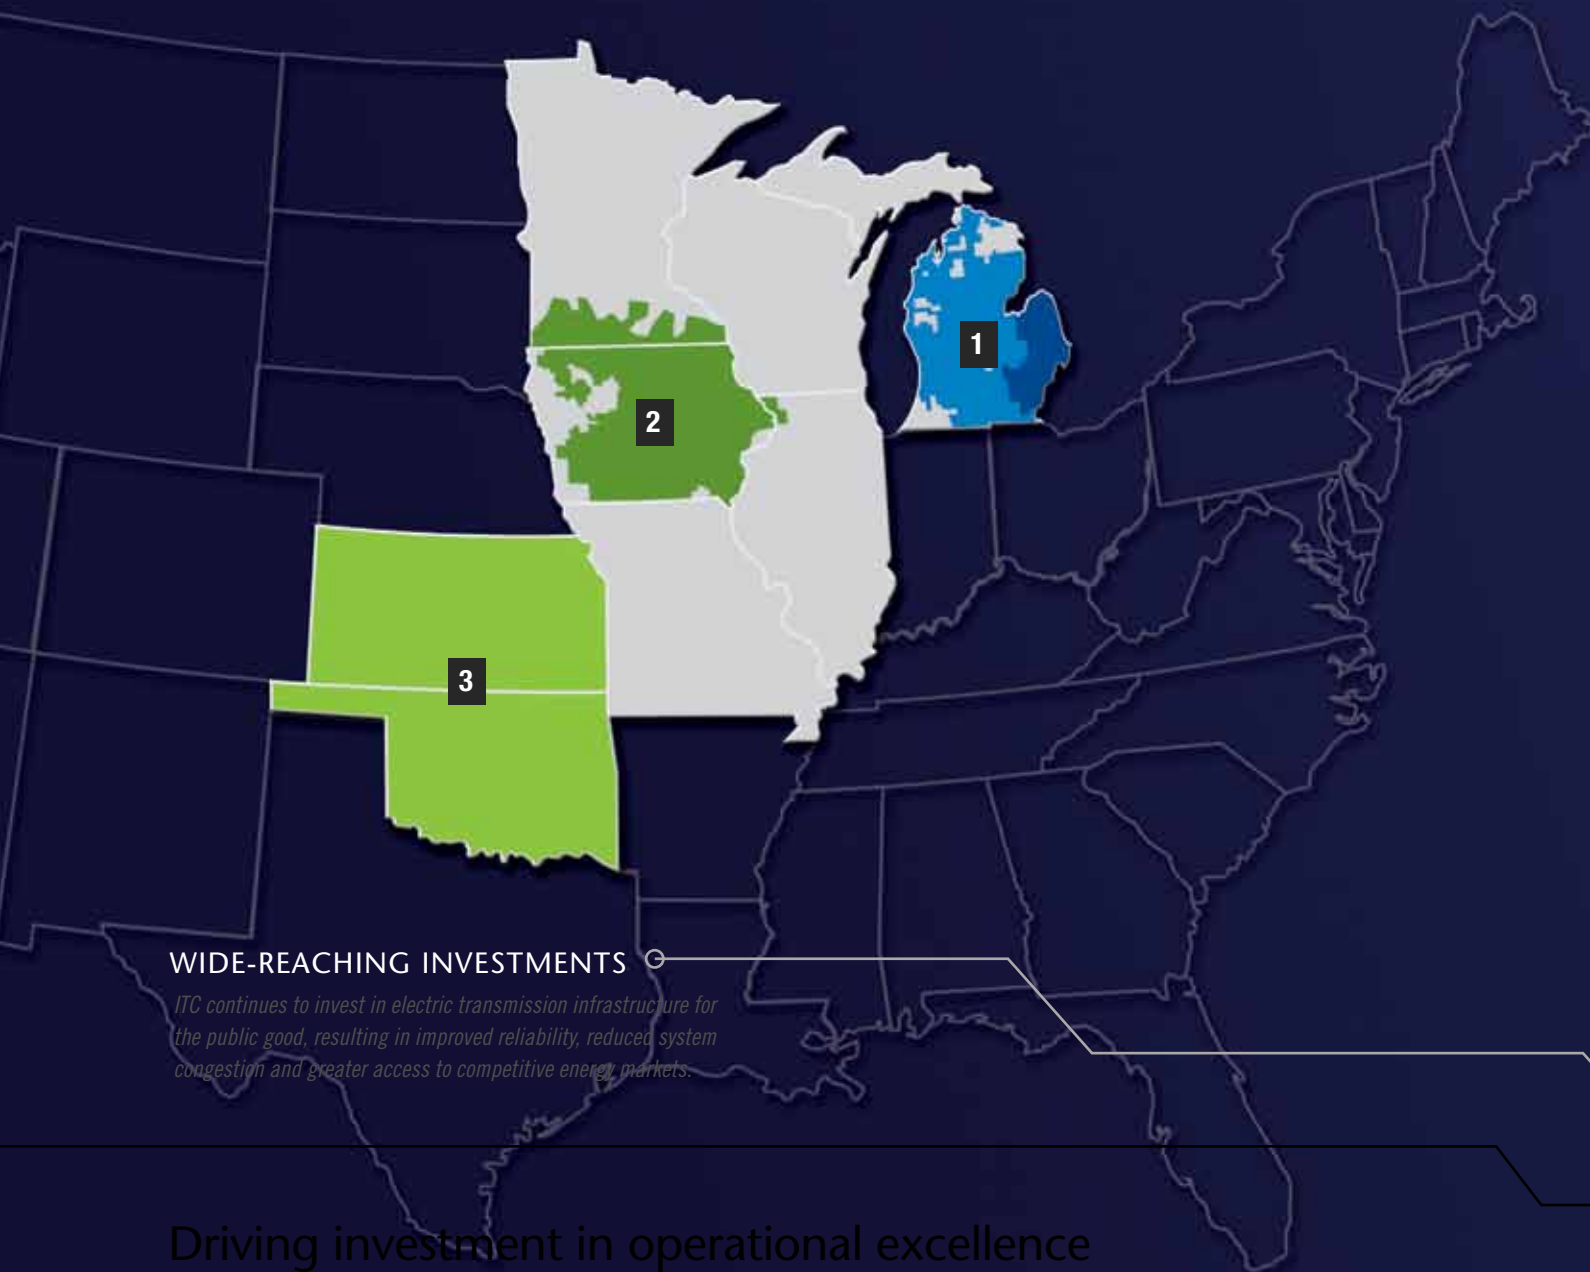 1
2
3
WIDE-REACHING INVESTMENTS
ITC continues to invest in electric transmission infrastructure for
the public good, resulting in improved reliability, reduced system
congestion and greater access to competitive energy markets.
Driving investment in operational excellence